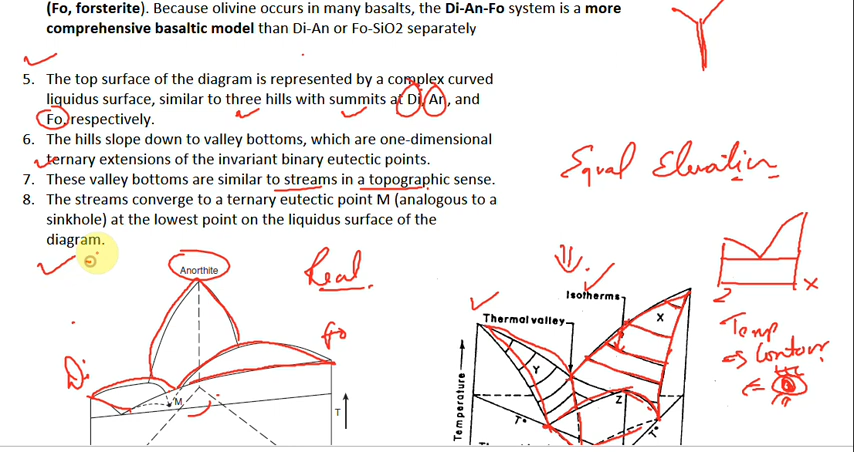 (Fo, forsterite). Because olivine occurs in many basalts, the Di-An-Fo system is a more
comprehensive basaltic model than Di-An or Fo-SiO2 separately
5. The top surface of the diagram is represented by a complex curved
liquidus surface, similar to three hills with summits at Di, An, and
Fo, respectively.
6. The hills slope down to valley bottoms, which are one-dimensional
ternary extensions of the invariant binary eutectic points.
7. These valley bottoms are similar to streams in a topographic sense.
8. The streams converge to a ternary eutectic point M (analogous to a
sinkhole) at the lowest point on the liquidus surface of the
diagram.
Equal Elevation
Anorthite
Real
Fo
Di
M
T
Isotherms
Thermal valley
X
Y
Z
T°
T°
Temperature
Z
X
Temp
⇒ Contour